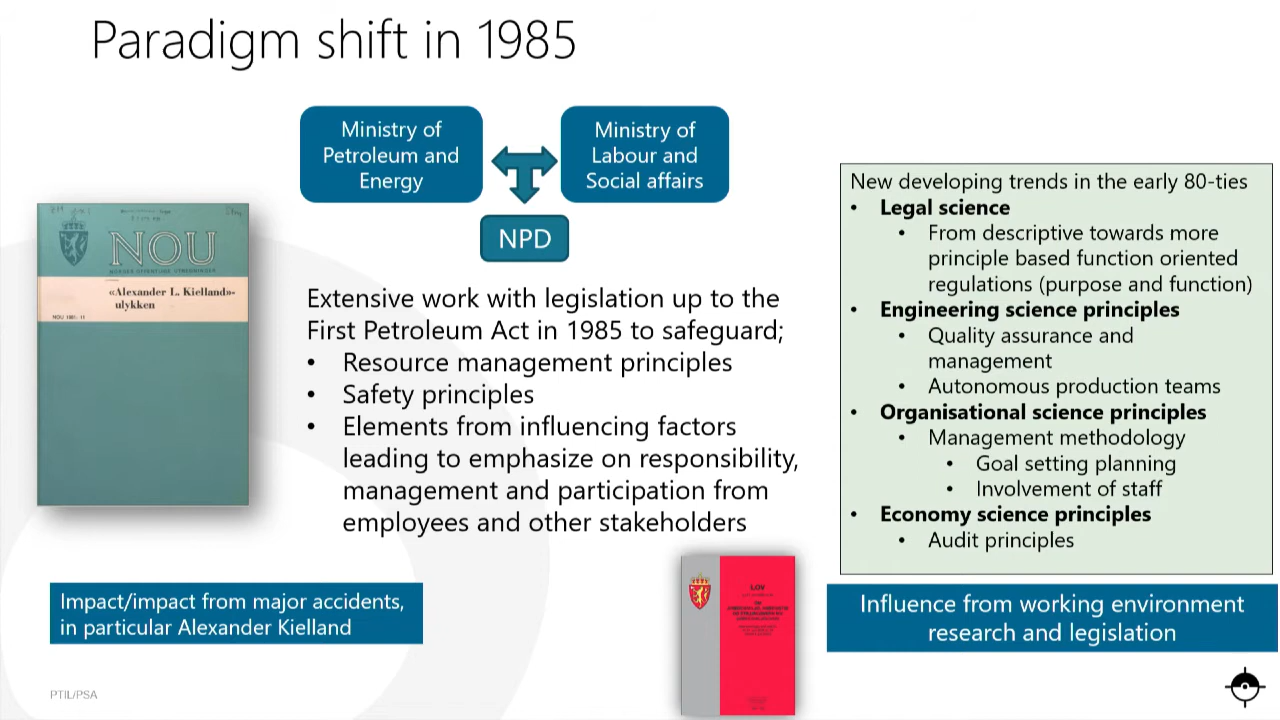 Paradigm shift in 1985
Ministry of
Petroleum and
Energy
Ministry of
Labour and
Social affairs
NPD
NOU
NORGES OFFENTLIGE UTREDNINGER
«Alexander L. Kielland»-
ulykken
NOU 1981: 11
Extensive work with legislation up to the
First Petroleum Act in 1985 to safeguard;
• Resource management principles
• Safety principles
• Elements from influencing factors
leading to emphasize on responsibility,
management and participation from
employees and other stakeholders
New developing trends in the early 80-ties
• Legal science
• From descriptive towards more
principle based function oriented
regulations (purpose and function)
• Engineering science principles
• Quality assurance and
management
• Autonomous production teams
• Organisational science principles
• Management methodology
• Goal setting planning
• Involvement of staff
• Economy science principles
• Audit principles
Impact/impact from major accidents,
in particular Alexander Kielland
LOV
Influence from working environment
research and legislation
PTIL/PSA